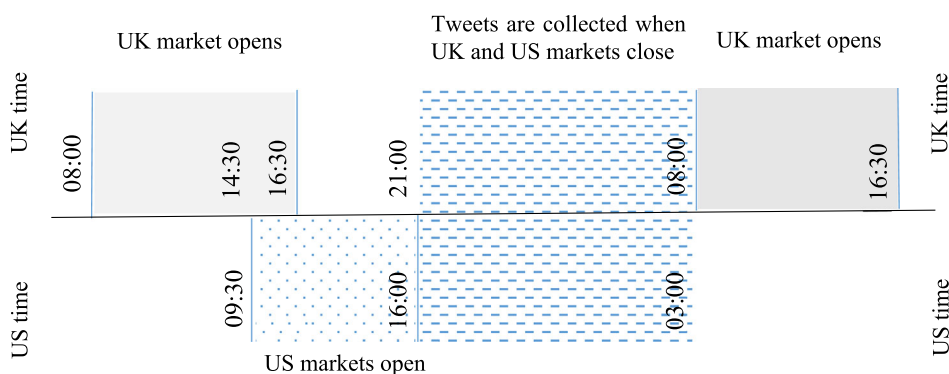 Tweets are collected when
UK and US markets close
UK market opens
UK market opens
UK time
UK time
08:00
14:30
16:30
21:00
08:00
16:30
09:30
16:00
03:00
US time
US time
US markets open